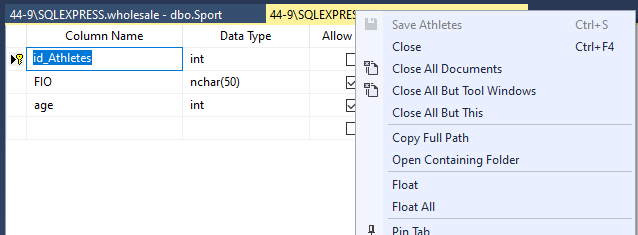 44-9\SQLEXPRESS.wholesale - dbo.Sport
44-9\SQLEXPRESS
Column Name Data Type Allow
id_Athletes int
FIO nchar(50)
age int
Save Athletes Ctrl+S
Close Ctrl+F4
Close All Documents
Close All But Tool Windows
Close All But This
Copy Full Path
Open Containing Folder
Float
Float All
Pin Tab